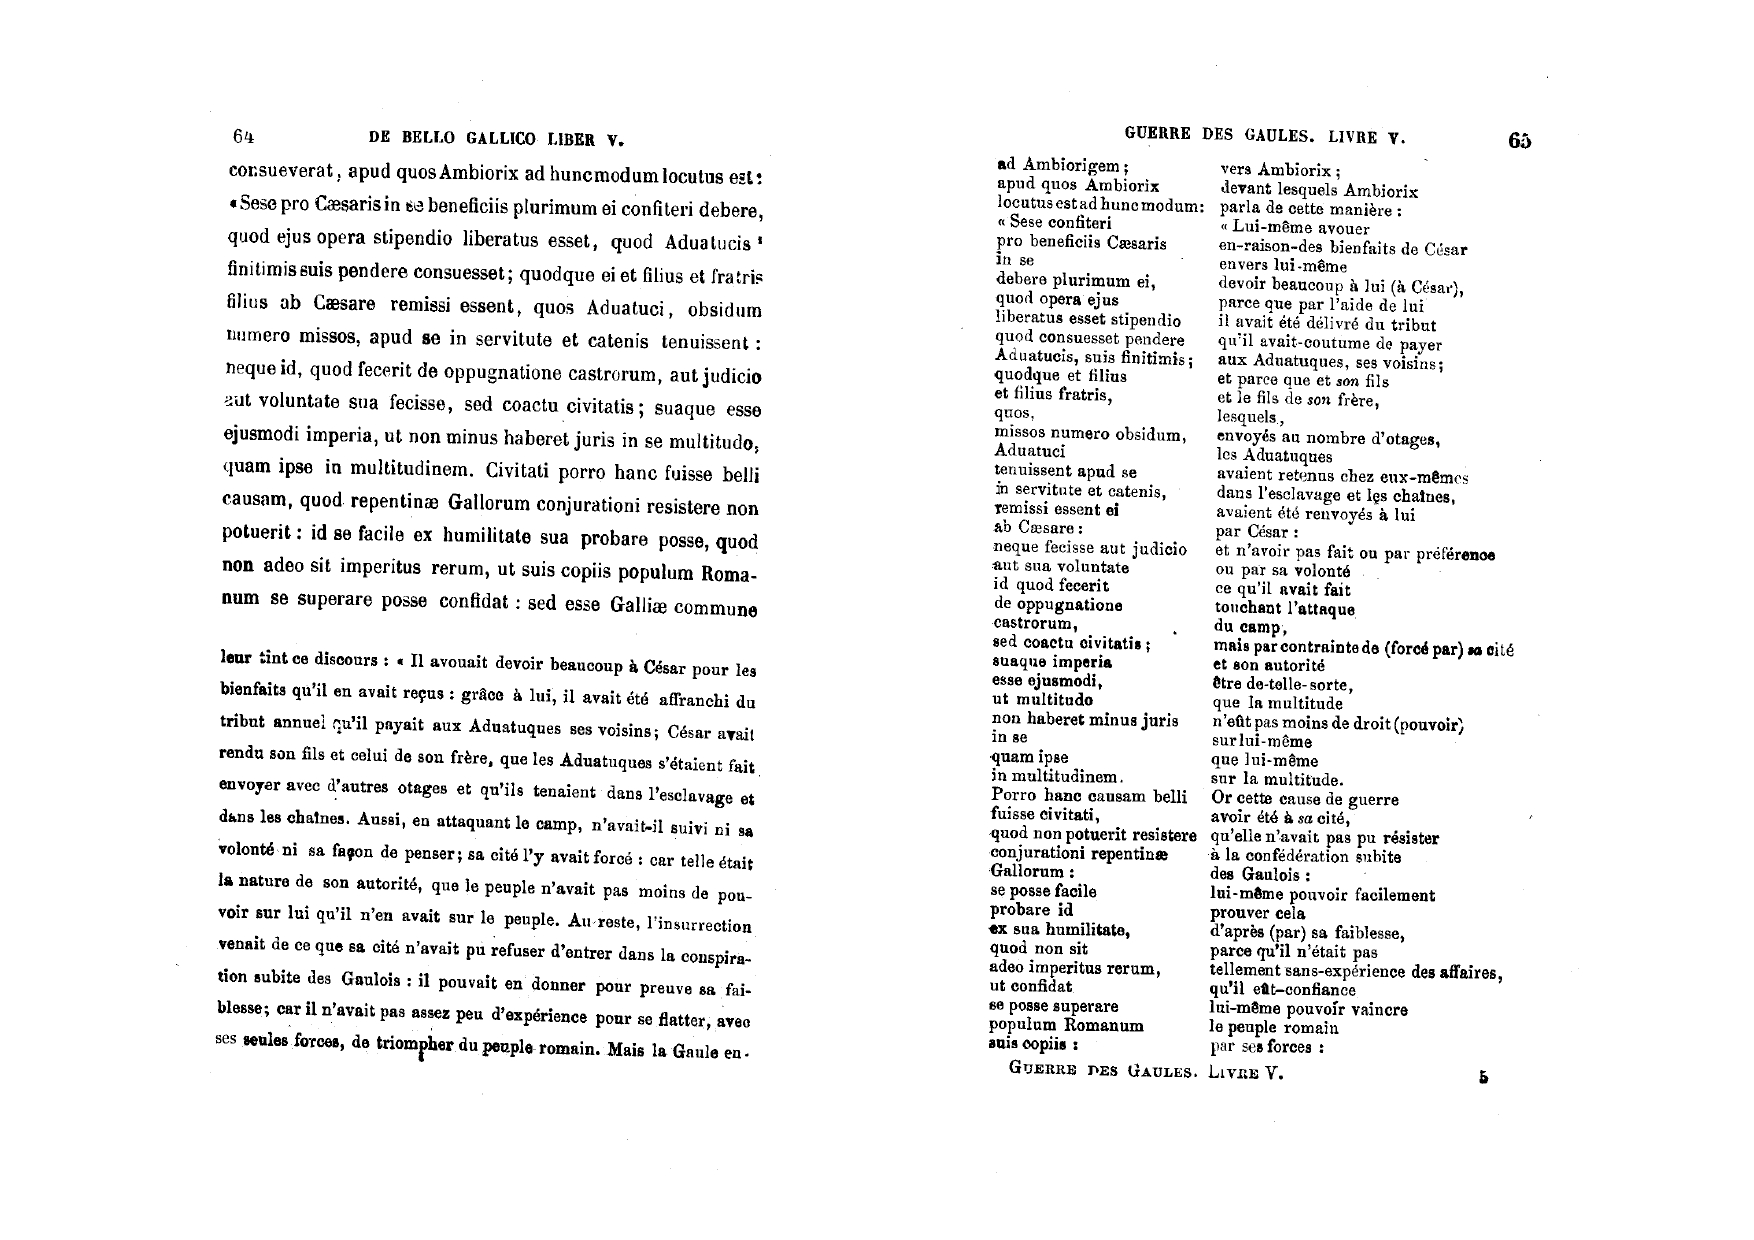 64 DE BELLO GALLICO LIBER V.
consueverat, apud quos Ambiorix ad hunc modum locutus est:
«Sese pro Cæsaris in se beneficiis plurimum ei confiteri debere,
quod ejus opera stipendio liberatus esset, quod Aduatucis ¹
finitimis suis pendere consuesset; quodque ei et filius et fratris
filius ab Cæsare remissi essent, quos Aduatuci, obsidum
numero missos, apud se in servitute et catenis tenuissent :
neque id, quod fecerit de oppugnatione castrorum, aut judicio
aut voluntate sua fecisse, sed coactu civitatis; suaque esse
ejusmodi imperia, ut non minus haberet juris in se multitudo,
quam ipse in multitudinem. Civitati porro hanc fuisse belli
causam, quod repentinæ Gallorum conjurationi resistere non
potuerit : id se facile ex humilitate sua probare posse, quod
non adeo sit imperitus rerum, ut suis copiis populum Roma-
num se superare posse confidat : sed esse Galliæ commune
leur tint ce discours : « Il avouait devoir beaucoup à César pour les
bienfaits qu'il en avait reçus : grâce à lui, il avait été affranchi du
tribut annuel qu'il payait aux Aduatuques ses voisins; César avait
rendu son fils et celui de son frère, que les Aduatuques s'étaient fait
envoyer avec d'autres otages et qu'ils tenaient dans l'esclavage et
dans les chaînes. Aussi, en attaquant le camp, n'avait-il suivi ni sa
volonté ni sa façon de penser; sa cité l'y avait forcé : car telle était
la nature de son autorité, que le peuple n'avait pas moins de pou-
voir sur lui qu'il n'en avait sur le peuple. Au reste, l'insurrection
venait de ce que sa cité n'avait pu refuser d'entrer dans la conspira-
tion subite des Gaulois : il pouvait en donner pour preuve sa fai-
blesse; car il n'avait pas assez peu d'expérience pour se flatter, avec
ses seules forces, de triompher du peuple romain. Mais la Gaule en-
GUERRE DES GAULES. LIVRE V. 65
ad Ambiorigem ;
apud quos Ambiorix
locutus est ad hunc modum:
« Sese confiteri
pro beneficiis Cæsaris
in se
debere plurimum ei,
quod opera ejus
liberatus esset stipendio
quod consuesset pendere
Aduatucis, suis finitimis;
quodque et filius
et filius fratris,
quos,
missos numero obsidum,
Aduatuci
tenuissent apud se
in servitute et catenis,
remissi essent ei
ab Cæsare :
neque fecisse aut judicio
aut sua voluntate
id quod fecerit
de oppugnatione
castrorum,
sed coactu civitatis ;
suaque imperia
esse ejusmodi,
ut multitudo
non haberet minus juris
in se
quam ipse
in multitudinem.
Porro hanc causam belli
fuisse civitati,
quod non potuerit resistere
conjurationi repentinæ
Gallorum :
se posse facile
probare id
ex sua humilitate,
quod non sit
adeo imperitus rerum,
ut confidat
se posse superare
populum Romanum
suis copiis :
vers Ambiorix ;
devant lesquels Ambiorix
parla de cette manière :
« Lui-même avouer
en-raison-des bienfaits de César
envers lui-même
devoir beaucoup à lui (à César),
parce que par l'aide de lui
il avait été délivré du tribut
qu'il avait-coutume de payer
aux Aduatuques, ses voisins;
et parce que et son fils
et le fils de son frère,
lesquels,
envoyés au nombre d'otages,
les Aduatuques
avaient retenus chez eux-mêmes
dans l'esclavage et les chaînes,
avaient été renvoyés à lui
par César :
et n'avoir pas fait ou par préférence
ou par sa volonté
ce qu'il avait fait
touchant l'attaque
du camp,
mais par contrainte de (forcé par) sa cité
et son autorité
être de-telle-sorte,
que la multitude
n'eût pas moins de droit (pouvoir)
sur lui-même
que lui-même
sur la multitude.
Or cette cause de guerre
avoir été à sa cité,
qu'elle n'avait pas pu résister
à la confédération subite
des Gaulois :
lui-même pouvoir facilement
prouver cela
d'après (par) sa faiblesse,
parce qu'il n'était pas
tellement sans-expérience des affaires,
qu'il eût-confiance
lui-même pouvoir vaincre
le peuple romain
par ses forces :
GUERRE DES GAULES. LIVRE V. 5